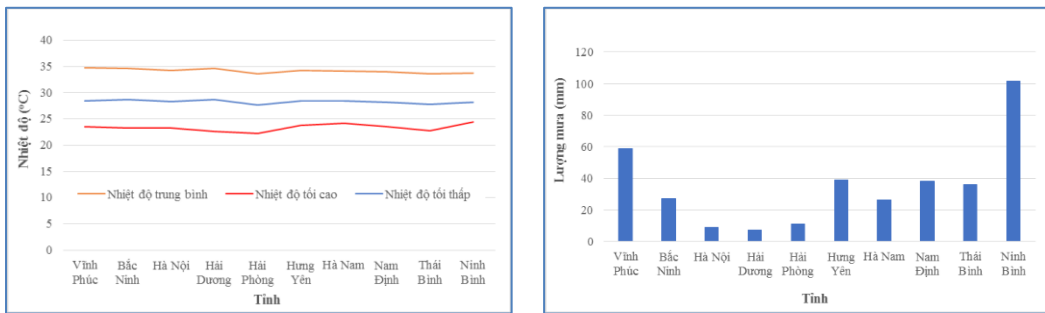 40
35
30
25
20
15
10
5
0
Nhiệt độ (°C)
Nhiệt độ trung bình
Nhiệt độ tối cao
Nhiệt độ tối thấp
Vĩnh Phúc
Bắc Ninh
Hà Nội
Hải Dương
Hải Phòng
Hưng Yên
Hà Nam
Nam Định
Thái Bình
Ninh Bình
Tỉnh
120
100
80
60
40
20
0
Lượng mưa (mm)
Vĩnh Phúc
Bắc Ninh
Hà Nội
Hải Dương
Hải Phòng
Hưng Yên
Hà Nam
Nam Định
Thái Bình
Ninh Bình
Tỉnh